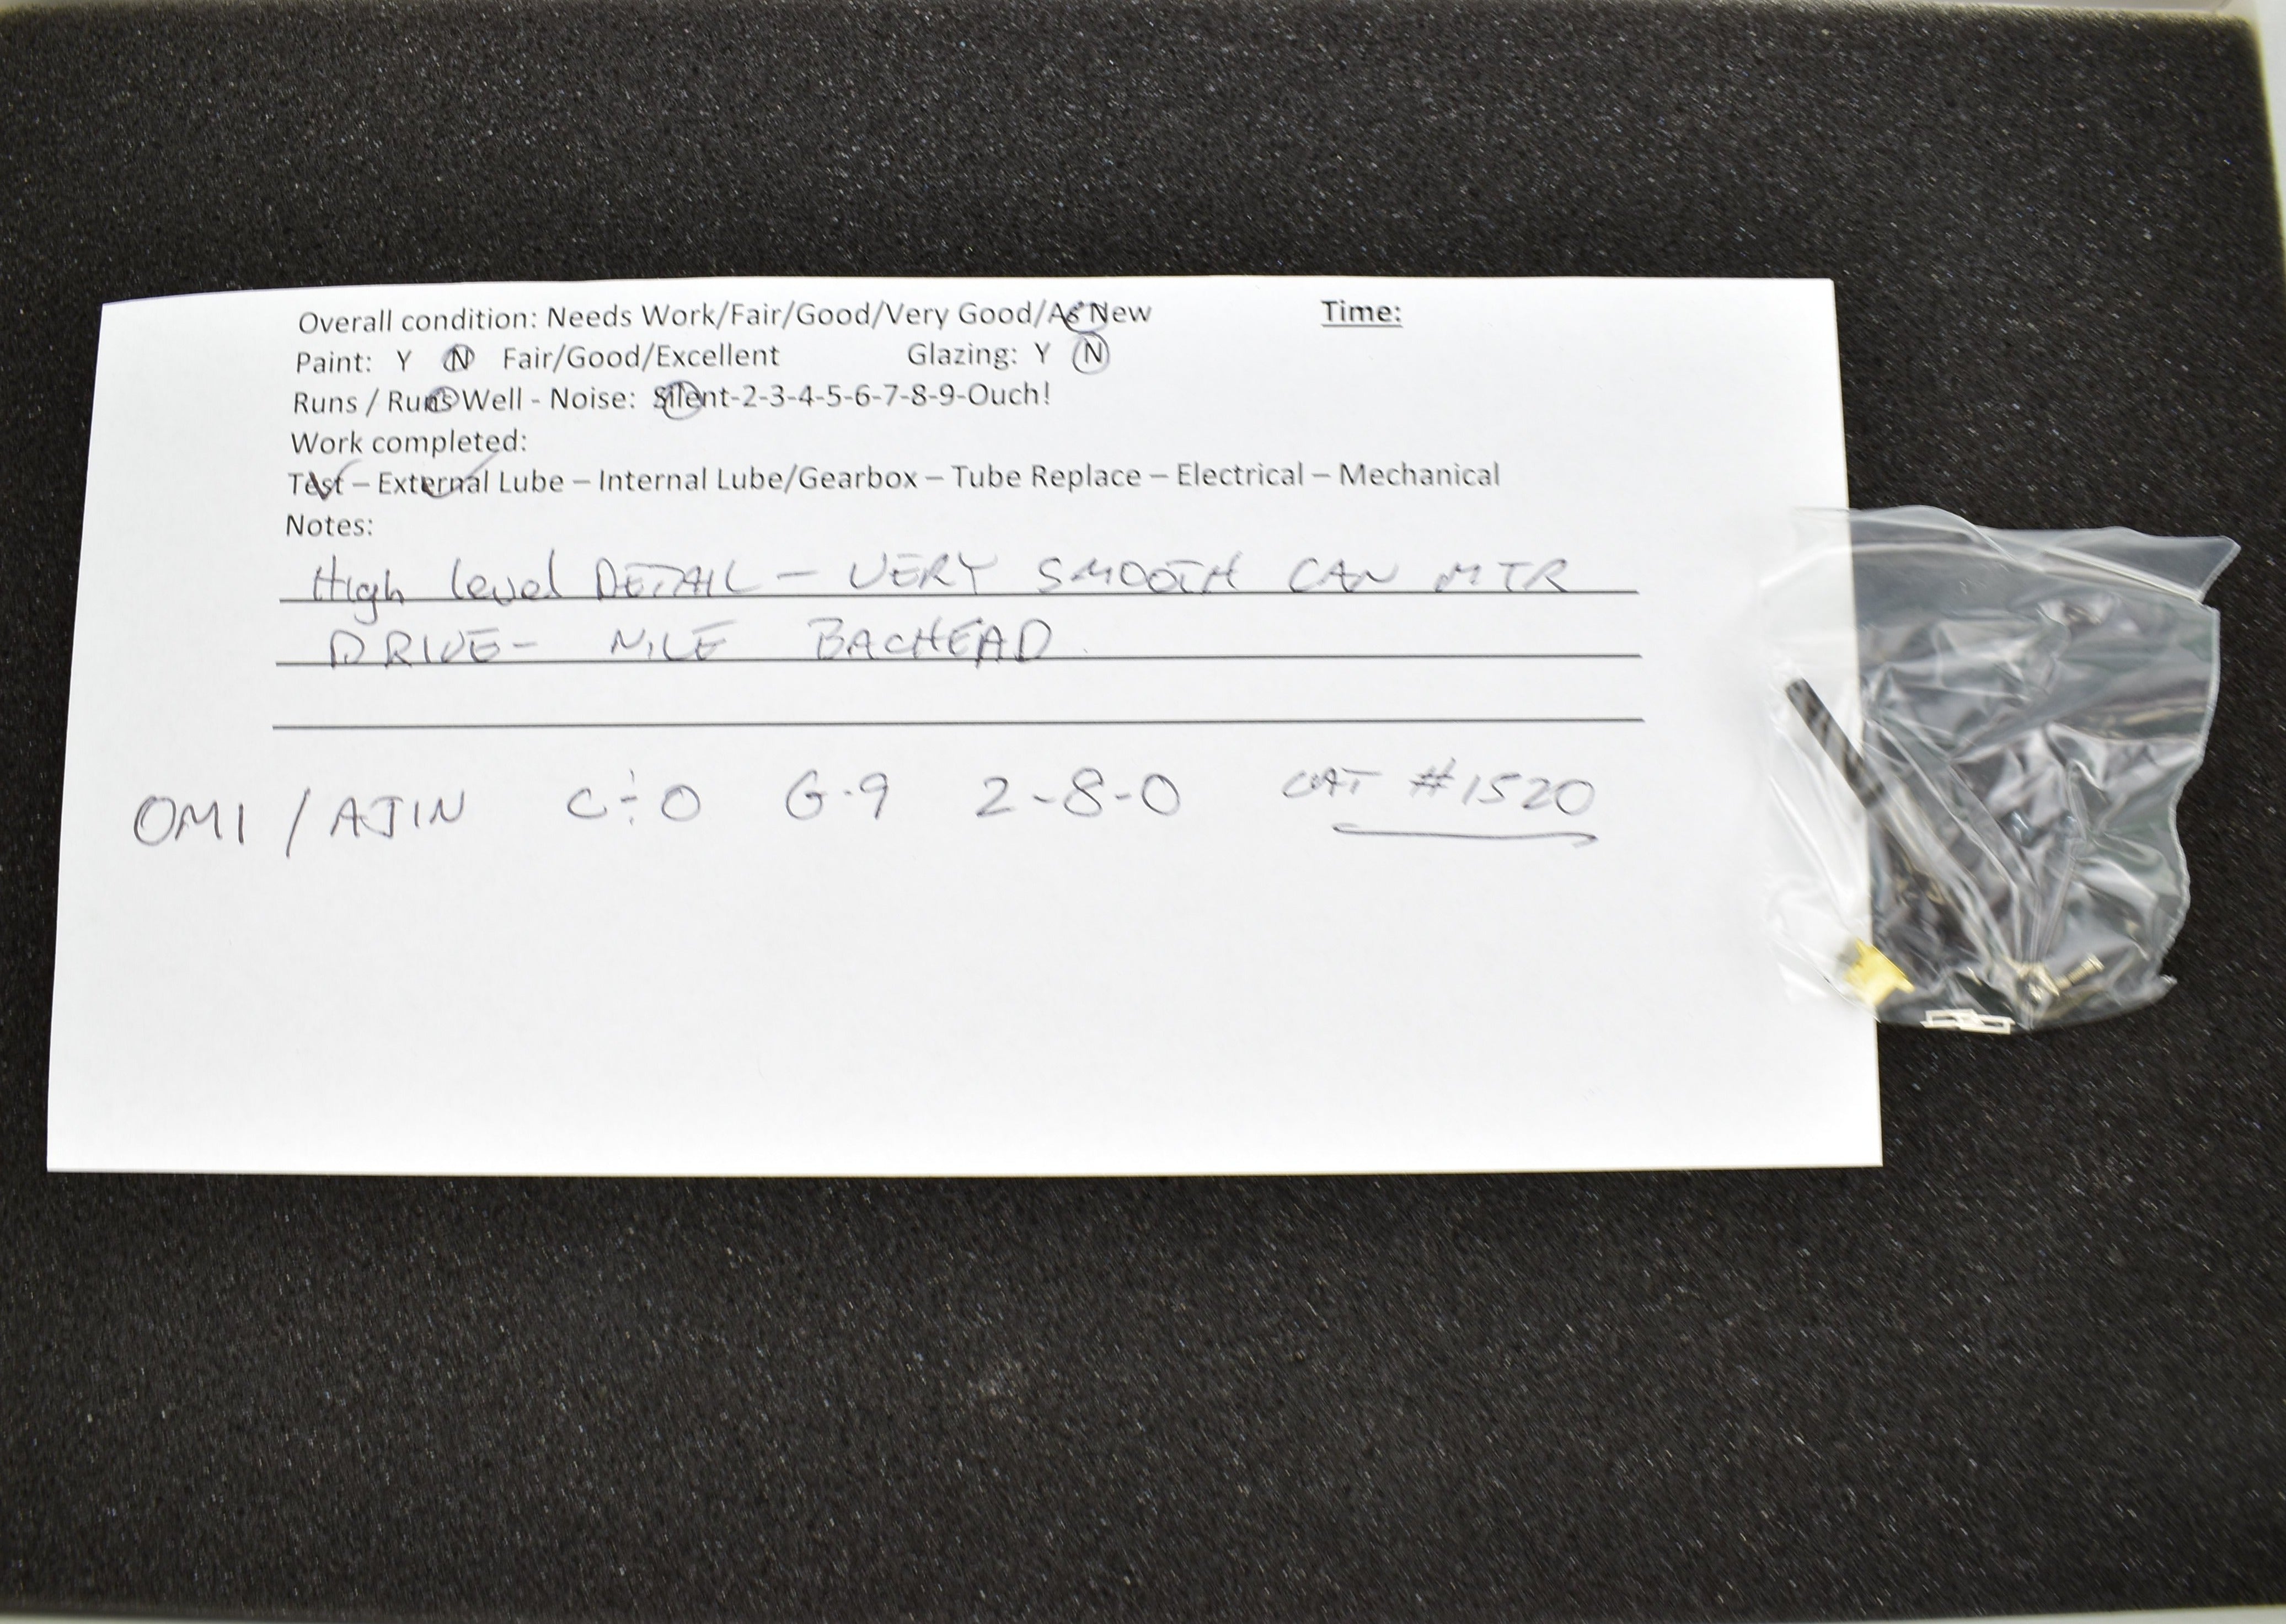 Overall condition: Needs Work/Fair/Good/Very Good/As New Time:
Paint: Y N Fair/Good/Excellent Glazing: Y N
Runs / Runs Well - Noise: Silent-2-3-4-5-6-7-8-9-Ouch!
Work completed:
Test – External Lube – Internal Lube/Gearbox – Tube Replace – Electrical – Mechanical
Notes:
High level DETAIL – VERY SMOOTH CAN MTR
DRIVE – NICE BACHEAD.
OMI / AJIN C÷O G-9 2-8-0 CAT #1520